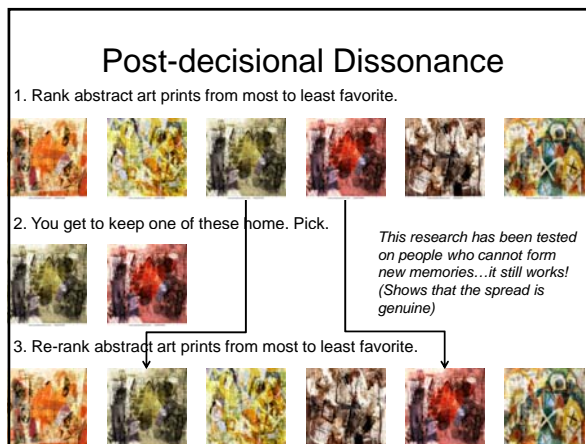 Post-decisional Dissonance
1. Rank abstract art prints from most to least favorite.
2. You get to keep one of these home. Pick.
This research has been tested
on people who cannot form
new memories…it still works!
(Shows that the spread is
genuine)
3. Re-rank abstract art prints from most to least favorite.